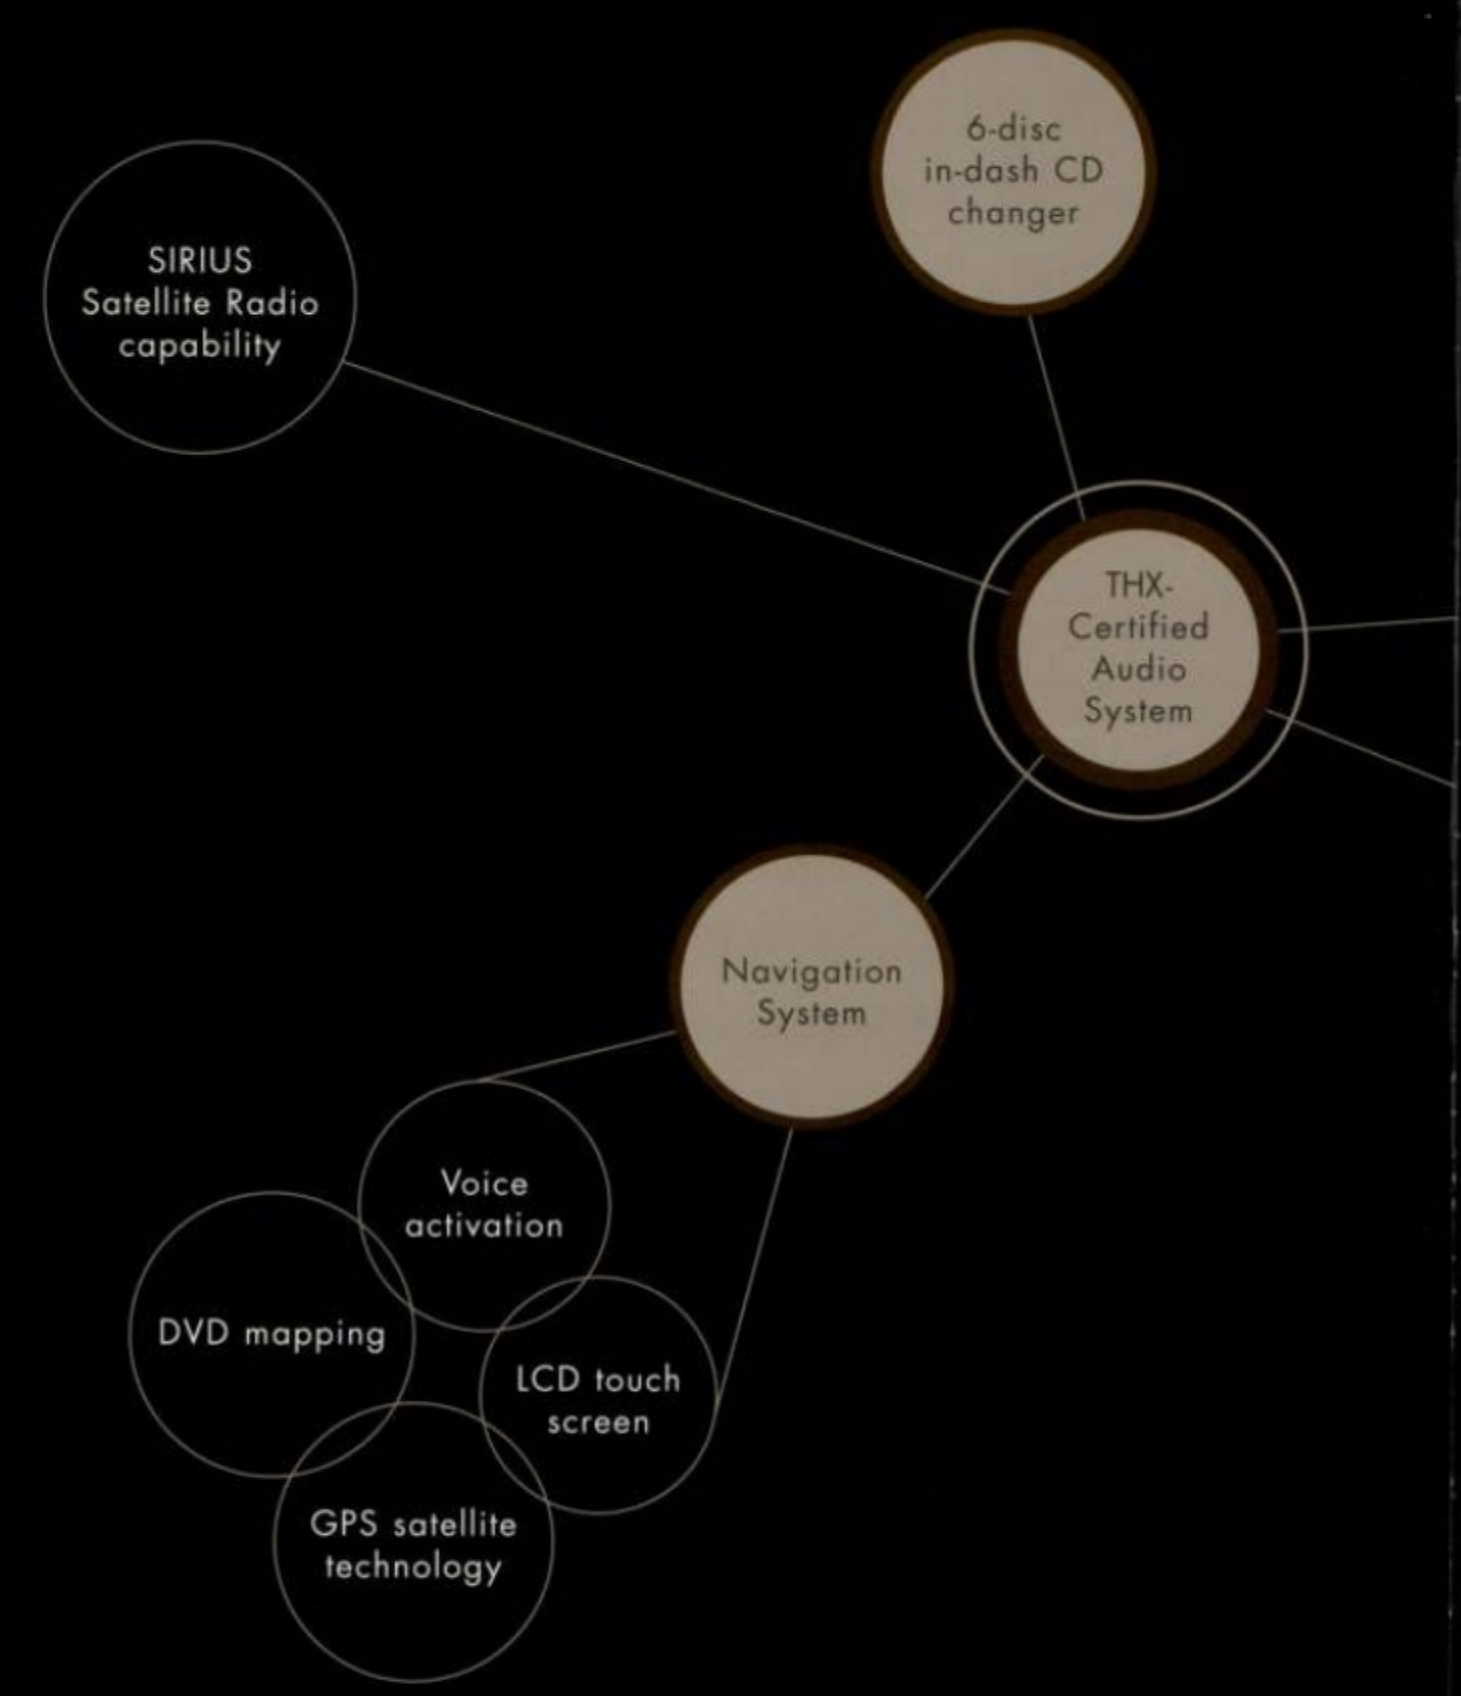 6-disc
in-dash CD
changer
SIRIUS
Satellite Radio
capability
THX-
Certified
Audio
System
Navigation
System
Voice
activation
DVD mapping
LCD touch
screen
GPS satellite
technology